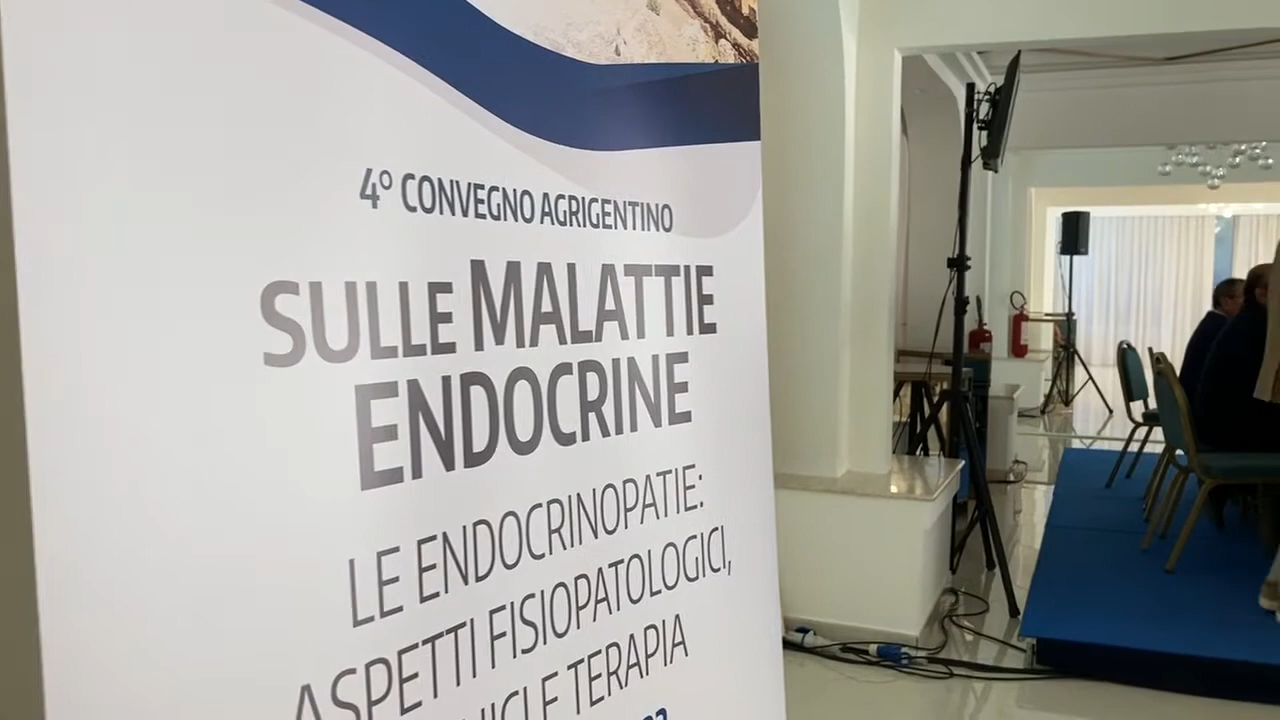 4° CONVEGNO AGRIGENTINO
SULLE MALATTIE
ENDOCRINE
LE ENDOCRINOPATIE:
ASPETTI FISIOPATOLOGICI,
E TERAPIA